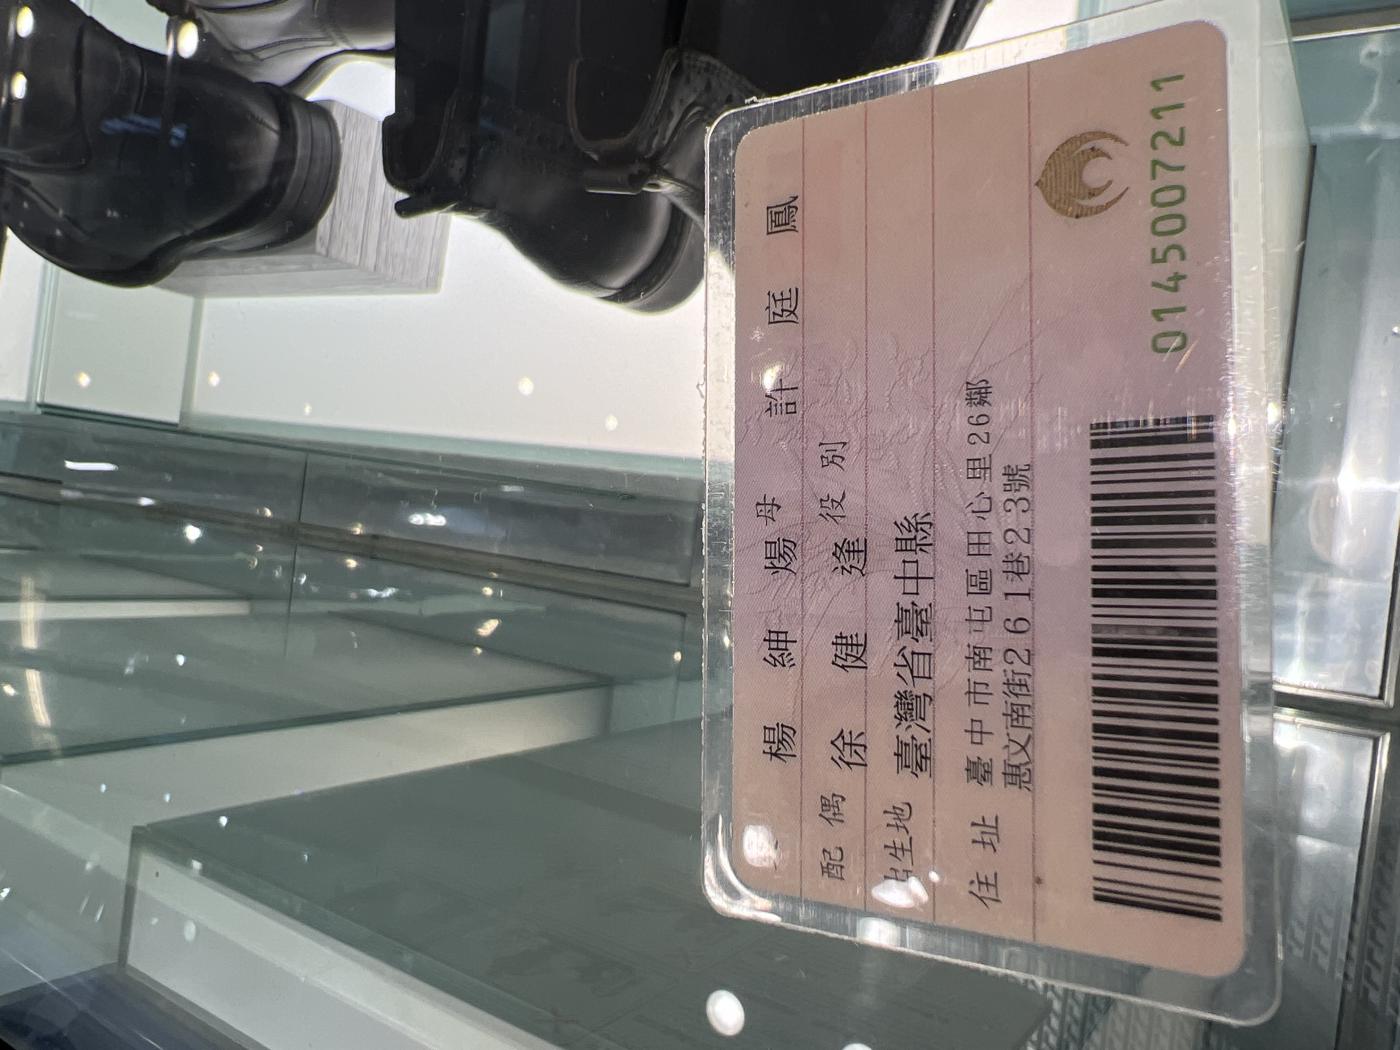 楊紳煬 母 許庭鳳
配偶 徐健逢 役別
出生地 臺灣省臺中縣
住址 臺中市南屯區田心里26鄰
惠文南街261巷23號
0145007211